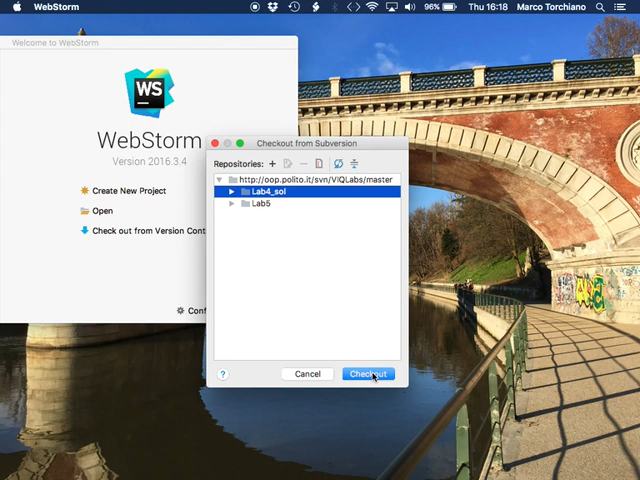 WebStorm
96%
Thu 16:18
Marco Torchiano
Welcome to WebStorm
WS
WebStorm
Version 2016.3.4
Create New Project
Open
Check out from Version Cont
Conf
Checkout from Subversion
Repositories:
http://oop.polito.it/svn/VIQLabs/master
Lab4_sol
Lab5
?
Cancel
Checkout